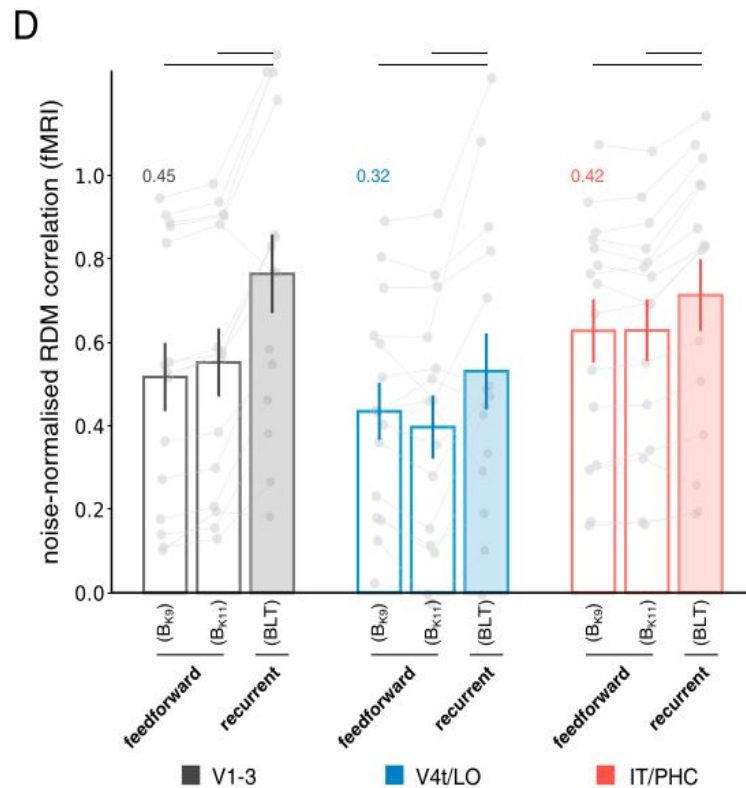 D
noise-normalised RDM correlation (fMRI)
1.0
0.8
0.6
0.4
0.2
0.0
0.45
0.32
0.42
(BK9)
(BK11)
(BLT)
(BK9)
(BK11)
(BLT)
(BK9)
(BK11)
(BLT)
feedforward
recurrent
feedforward
recurrent
feedforward
recurrent
V1-3
V4t/LO
IT/PHC